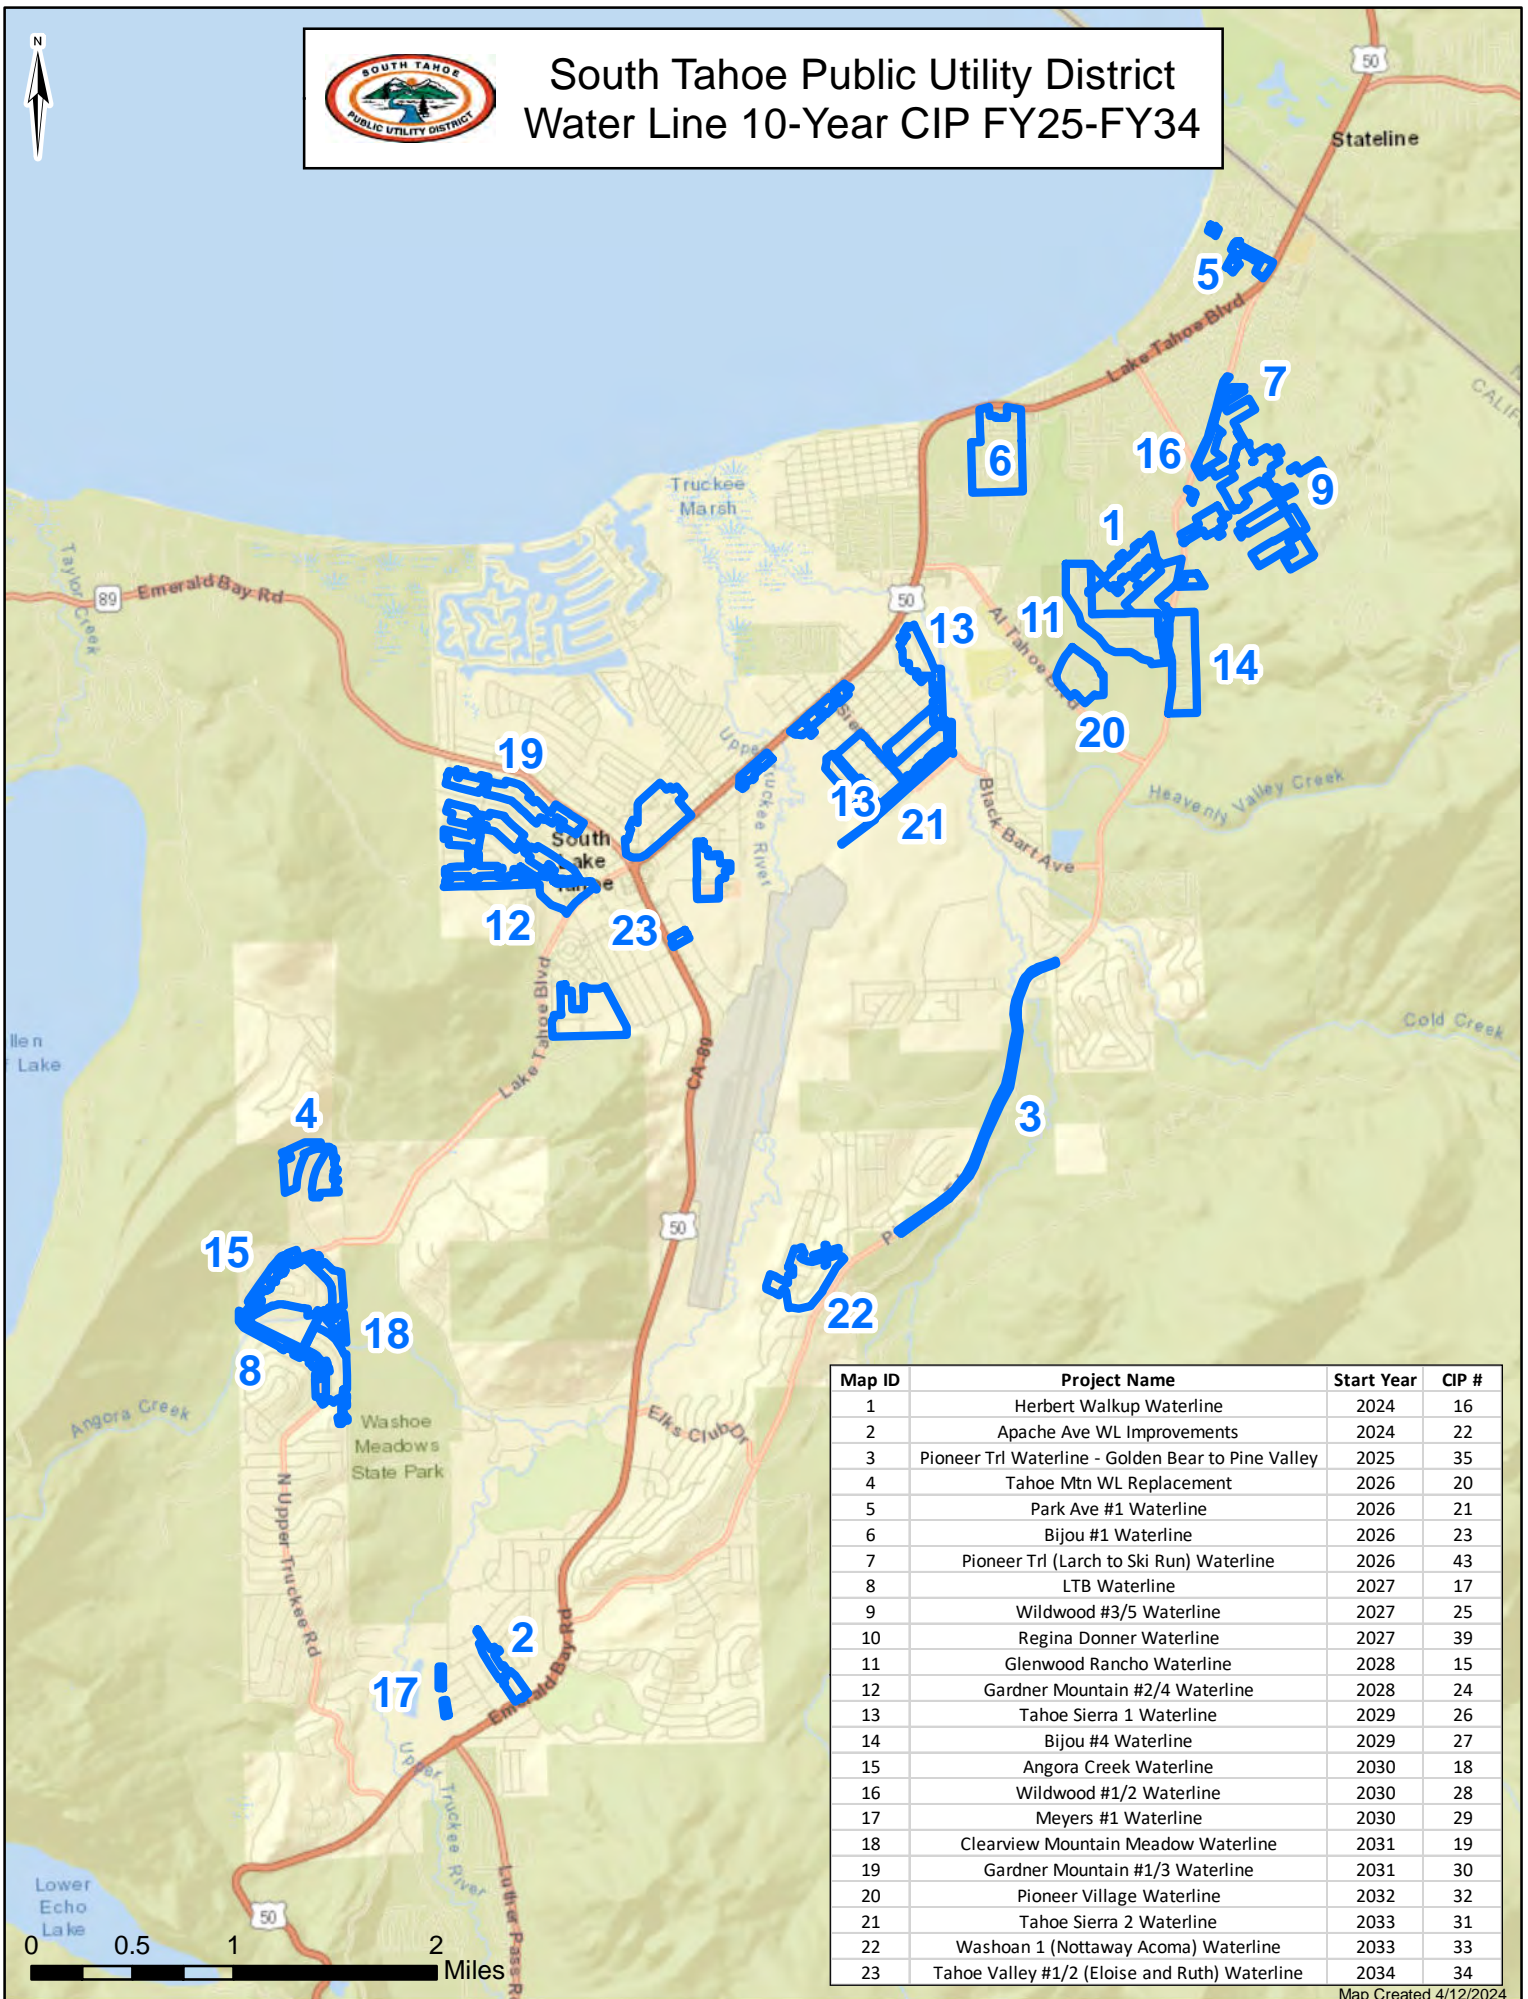 N
SOUTH TAHOE
PUBLIC UTILITY DISTRICT
South Tahoe Public Utility District
Water Line 10-Year CIP FY25-FY34
50
Stateline
5
Lake Tahoe Blvd
7
CALIF
16
6
9
Truckee
Marsh
1
Taylor Creek
89
Emerald Bay Rd
50
13
11
Al Tahoe Blvd
14
20
19
Upper Truckee River
13
21
Black Bart Ave
Heavenly Valley Creek
South
Lake
Tahoe
12
23
Lake Tahoe Blvd
CA-89
Cold Creek
llen
Lake
4
3
15
50
22
18
8
Angora Creek
Washoe
Meadows
State Park
Elks Club Dr
N Upper Truckee Rd
2
17
Emerald Bay Rd
Upper Truckee River
Luther Pass R
Lower
Echo
Lake
50
0 0.5 1 2
Miles
Map ID Project Name Start Year CIP #
1 Herbert Walkup Waterline 2024 16
2 Apache Ave WL Improvements 2024 22
3 Pioneer Trl Waterline - Golden Bear to Pine Valley 2025 35
4 Tahoe Mtn WL Replacement 2026 20
5 Park Ave #1 Waterline 2026 21
6 Bijou #1 Waterline 2026 23
7 Pioneer Trl (Larch to Ski Run) Waterline 2026 43
8 LTB Waterline 2027 17
9 Wildwood #3/5 Waterline 2027 25
10 Regina Donner Waterline 2027 39
11 Glenwood Rancho Waterline 2028 15
12 Gardner Mountain #2/4 Waterline 2028 24
13 Tahoe Sierra 1 Waterline 2029 26
14 Bijou #4 Waterline 2029 27
15 Angora Creek Waterline 2030 18
16 Wildwood #1/2 Waterline 2030 28
17 Meyers #1 Waterline 2030 29
18 Clearview Mountain Meadow Waterline 2031 19
19 Gardner Mountain #1/3 Waterline 2031 30
20 Pioneer Village Waterline 2032 32
21 Tahoe Sierra 2 Waterline 2033 31
22 Washoan 1 (Nottaway Acoma) Waterline 2033 33
23 Tahoe Valley #1/2 (Eloise and Ruth) Waterline 2034 34
Map Created 4/12/2024